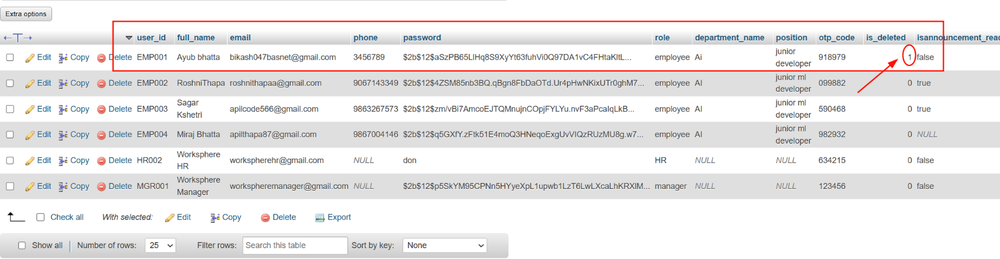 Extra options
user_id full_name email phone password role department_name position otp_code is_deleted isannouncement_read
Edit Copy Delete EMP001 Ayub bhatta bikash047basnet@gmail.com 3456789 $2b$12$aSzPB65LIHq8S9XyYt63fuhVi0Q97DA1vC4FHtaKltL... employee Ai junior developer 918979 1 false
Edit Copy Delete EMP002 RoshniThapa roshnithapaa@gmail.com 9067143349 $2b$12$4ZSM85nb3BQ.qBgn8FbDaOTd.Ur4pHwNKixUTr0ghM7... employee AI junior ml developer 099882 0 true
Edit Copy Delete EMP003 Sagar Kshetri apilcode566@gmail.com 9863267573 $2b$12$zm/vBi7AmcoEJTQMnujnCOpjFYLYu.nvF3aPcaIqLkB... employee AI junior ml developer 590468 0 true
Edit Copy Delete EMP004 Miraj Bhatta apilthapa87@gmail.com 9867004146 $2b$12$q5GXfY.zFtk51E4moQ3HNeqoExgUvVIQzRUzMU8g.w7... employee AI junior ml developer 982932 0 NULL
Edit Copy Delete HR002 Worksphere HR workspherehr@gmail.com NULL don HR NULL NULL 634215 0 false
Edit Copy Delete MGR001 Worksphere Manager workspheremanager@gmail.com NULL $2b$12$p5SkYM95CPNn5HYyeXpL1upwb1LzT6LwLXcaLhKRXlM... manager NULL NULL 123456 0 false
Check all With selected: Edit Copy Delete Export
Show all Number of rows: 25 Filter rows: Search this table Sort by key: None